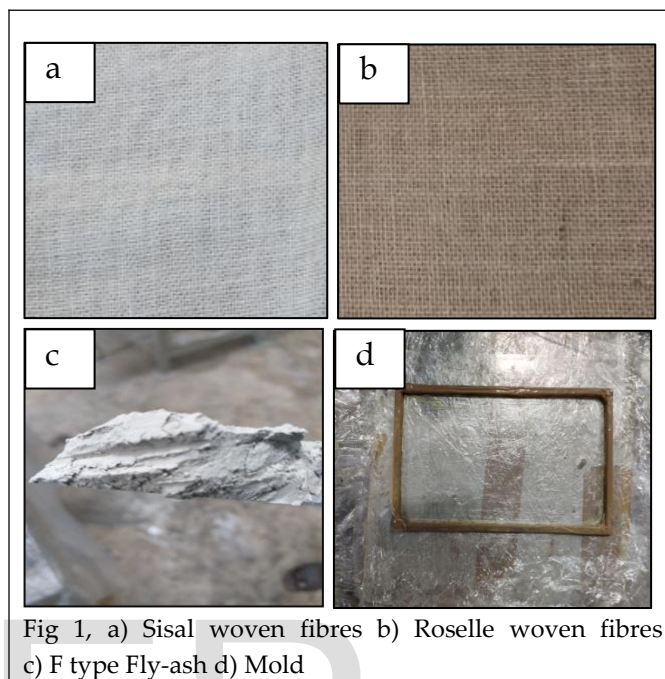 a
b
c
d
Fig 1, a) Sisal woven fibres b) Roselle woven fibres
c) F type Fly-ash d) Mold